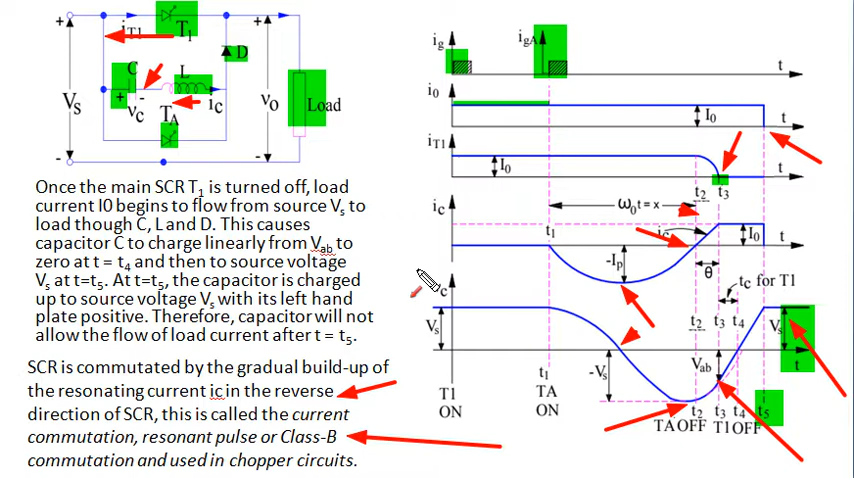 +
iT1
T1
+
D
C
L
+
-
vC
iC
Vs
vO
Load
TA
-
-
Once the main SCR T1 is turned off, load
current I0 begins to flow from source Vs to
load though C, L and D. This causes
capacitor C to charge linearly from Vab to
zero at t = t4 and then to source voltage
Vs at t=t5. At t=t5, the capacitor is charged
up to source voltage Vs with its left hand
plate positive. Therefore, capacitor will not
allow the flow of load current after t = t5.
SCR is commutated by the gradual build-up of
the resonating current ic in the reverse
direction of SCR, this is called the current
commutation, resonant pulse or Class-B
commutation and used in chopper circuits.
ig
igA
t
i0
I0
t
iT1
I0
t
t2
t3
ω0t = x
ic
t1
ic
I0
t
-Ip
θ
tc for T1
c
Vs
t2
t3
t4
Vs
t
t1
-Vs
Vab
T1
ON
TA
ON
t2
t3
t4
t5
TA OFF
T1 OFF